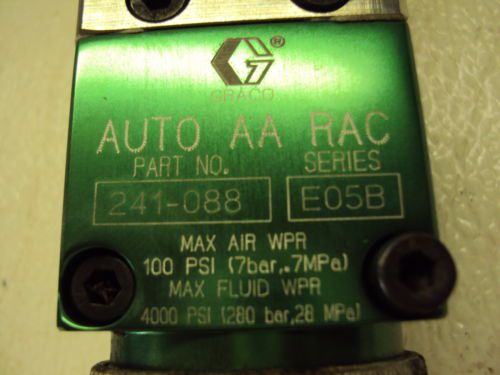 GRACO ®
AUTO AA RAC
PART NO. SERIES
241-088 E05B
MAX AIR WPR
100 PSI (7bar,.7MPa)
MAX FLUID WPR
4000 PSI (280 bar,28 MPa)